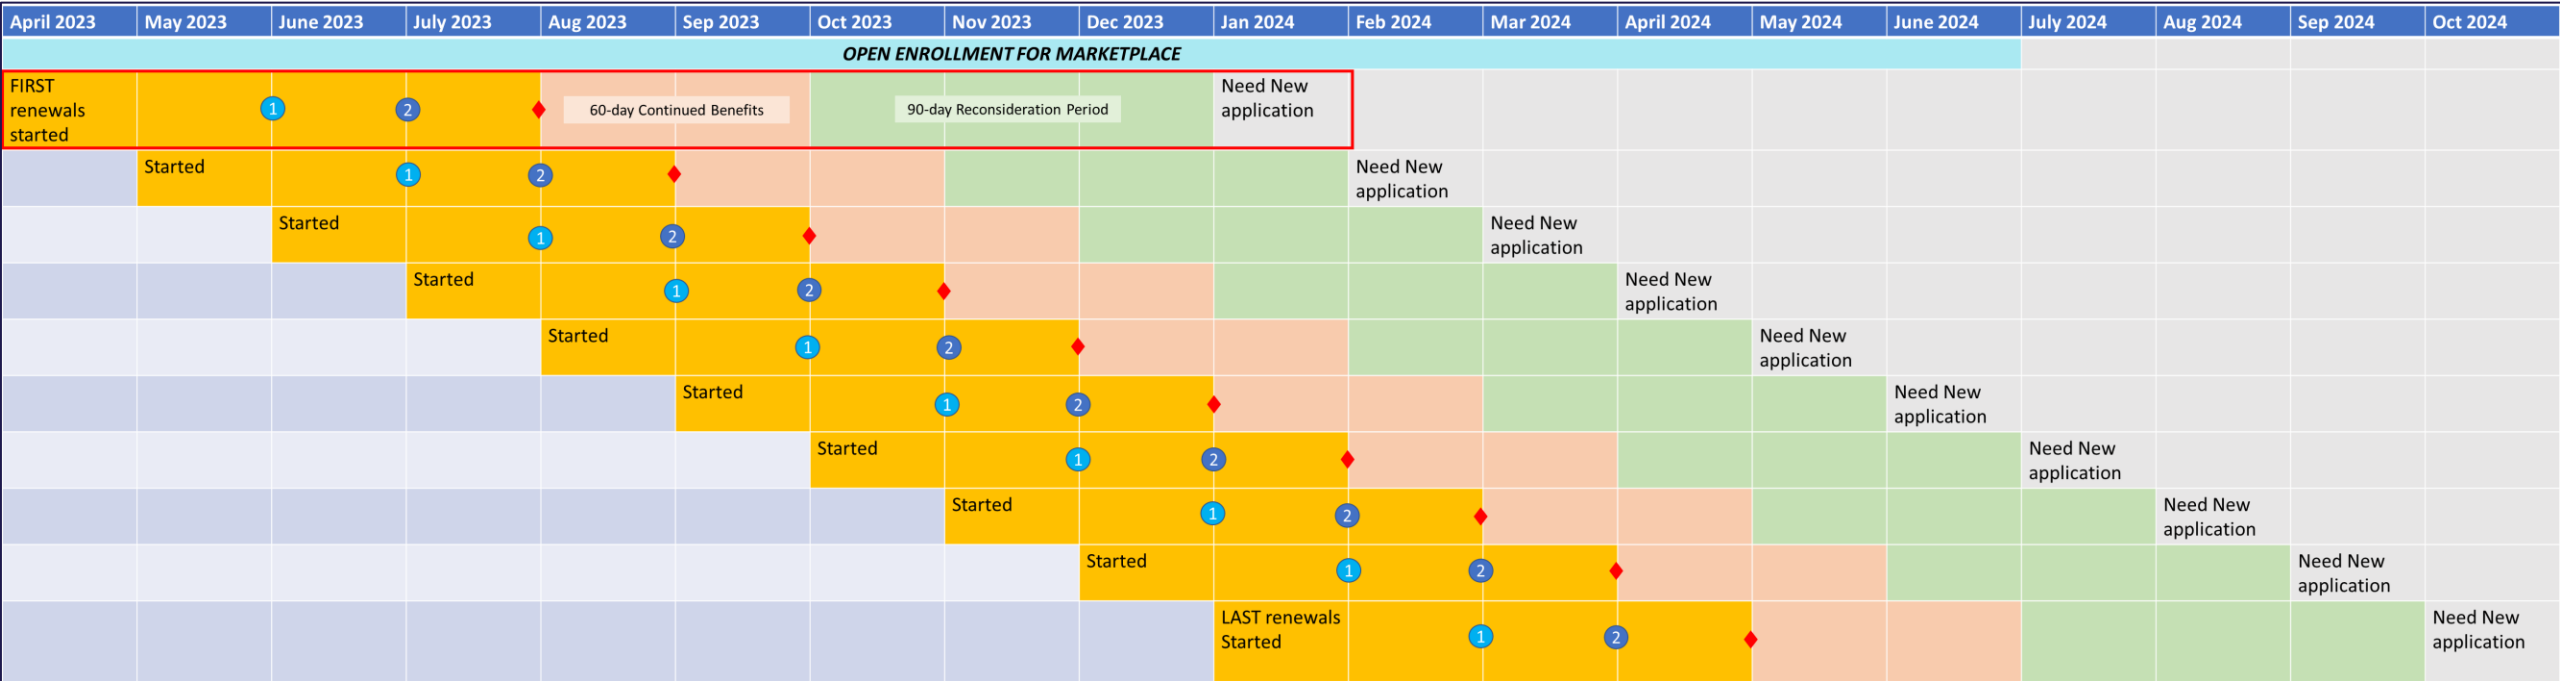 April 2023
May 2023
June 2023
July 2023
Aug 2023
Sep 2023
Oct 2023
Nov 2023
Dec 2023
Jan 2024
Feb 2024
Mar 2024
April 2024
May 2024
June 2024
July 2024
Aug 2024
Sep 2024
Oct 2024
OPEN ENROLLMENT FOR MARKETPLACE
FIRST
renewals
started
1
2
60-day Continued Benefits
90-day Reconsideration Period
Need New
application
Started
1
2
Need New
application
Started
1
2
Need New
application
Started
1
2
Need New
application
Started
1
2
Need New
application
Started
1
2
Need New
application
Started
1
2
Need New
application
Started
1
2
Need New
application
Started
1
2
Need New
application
LAST renewals
Started
1
2
Need New
application